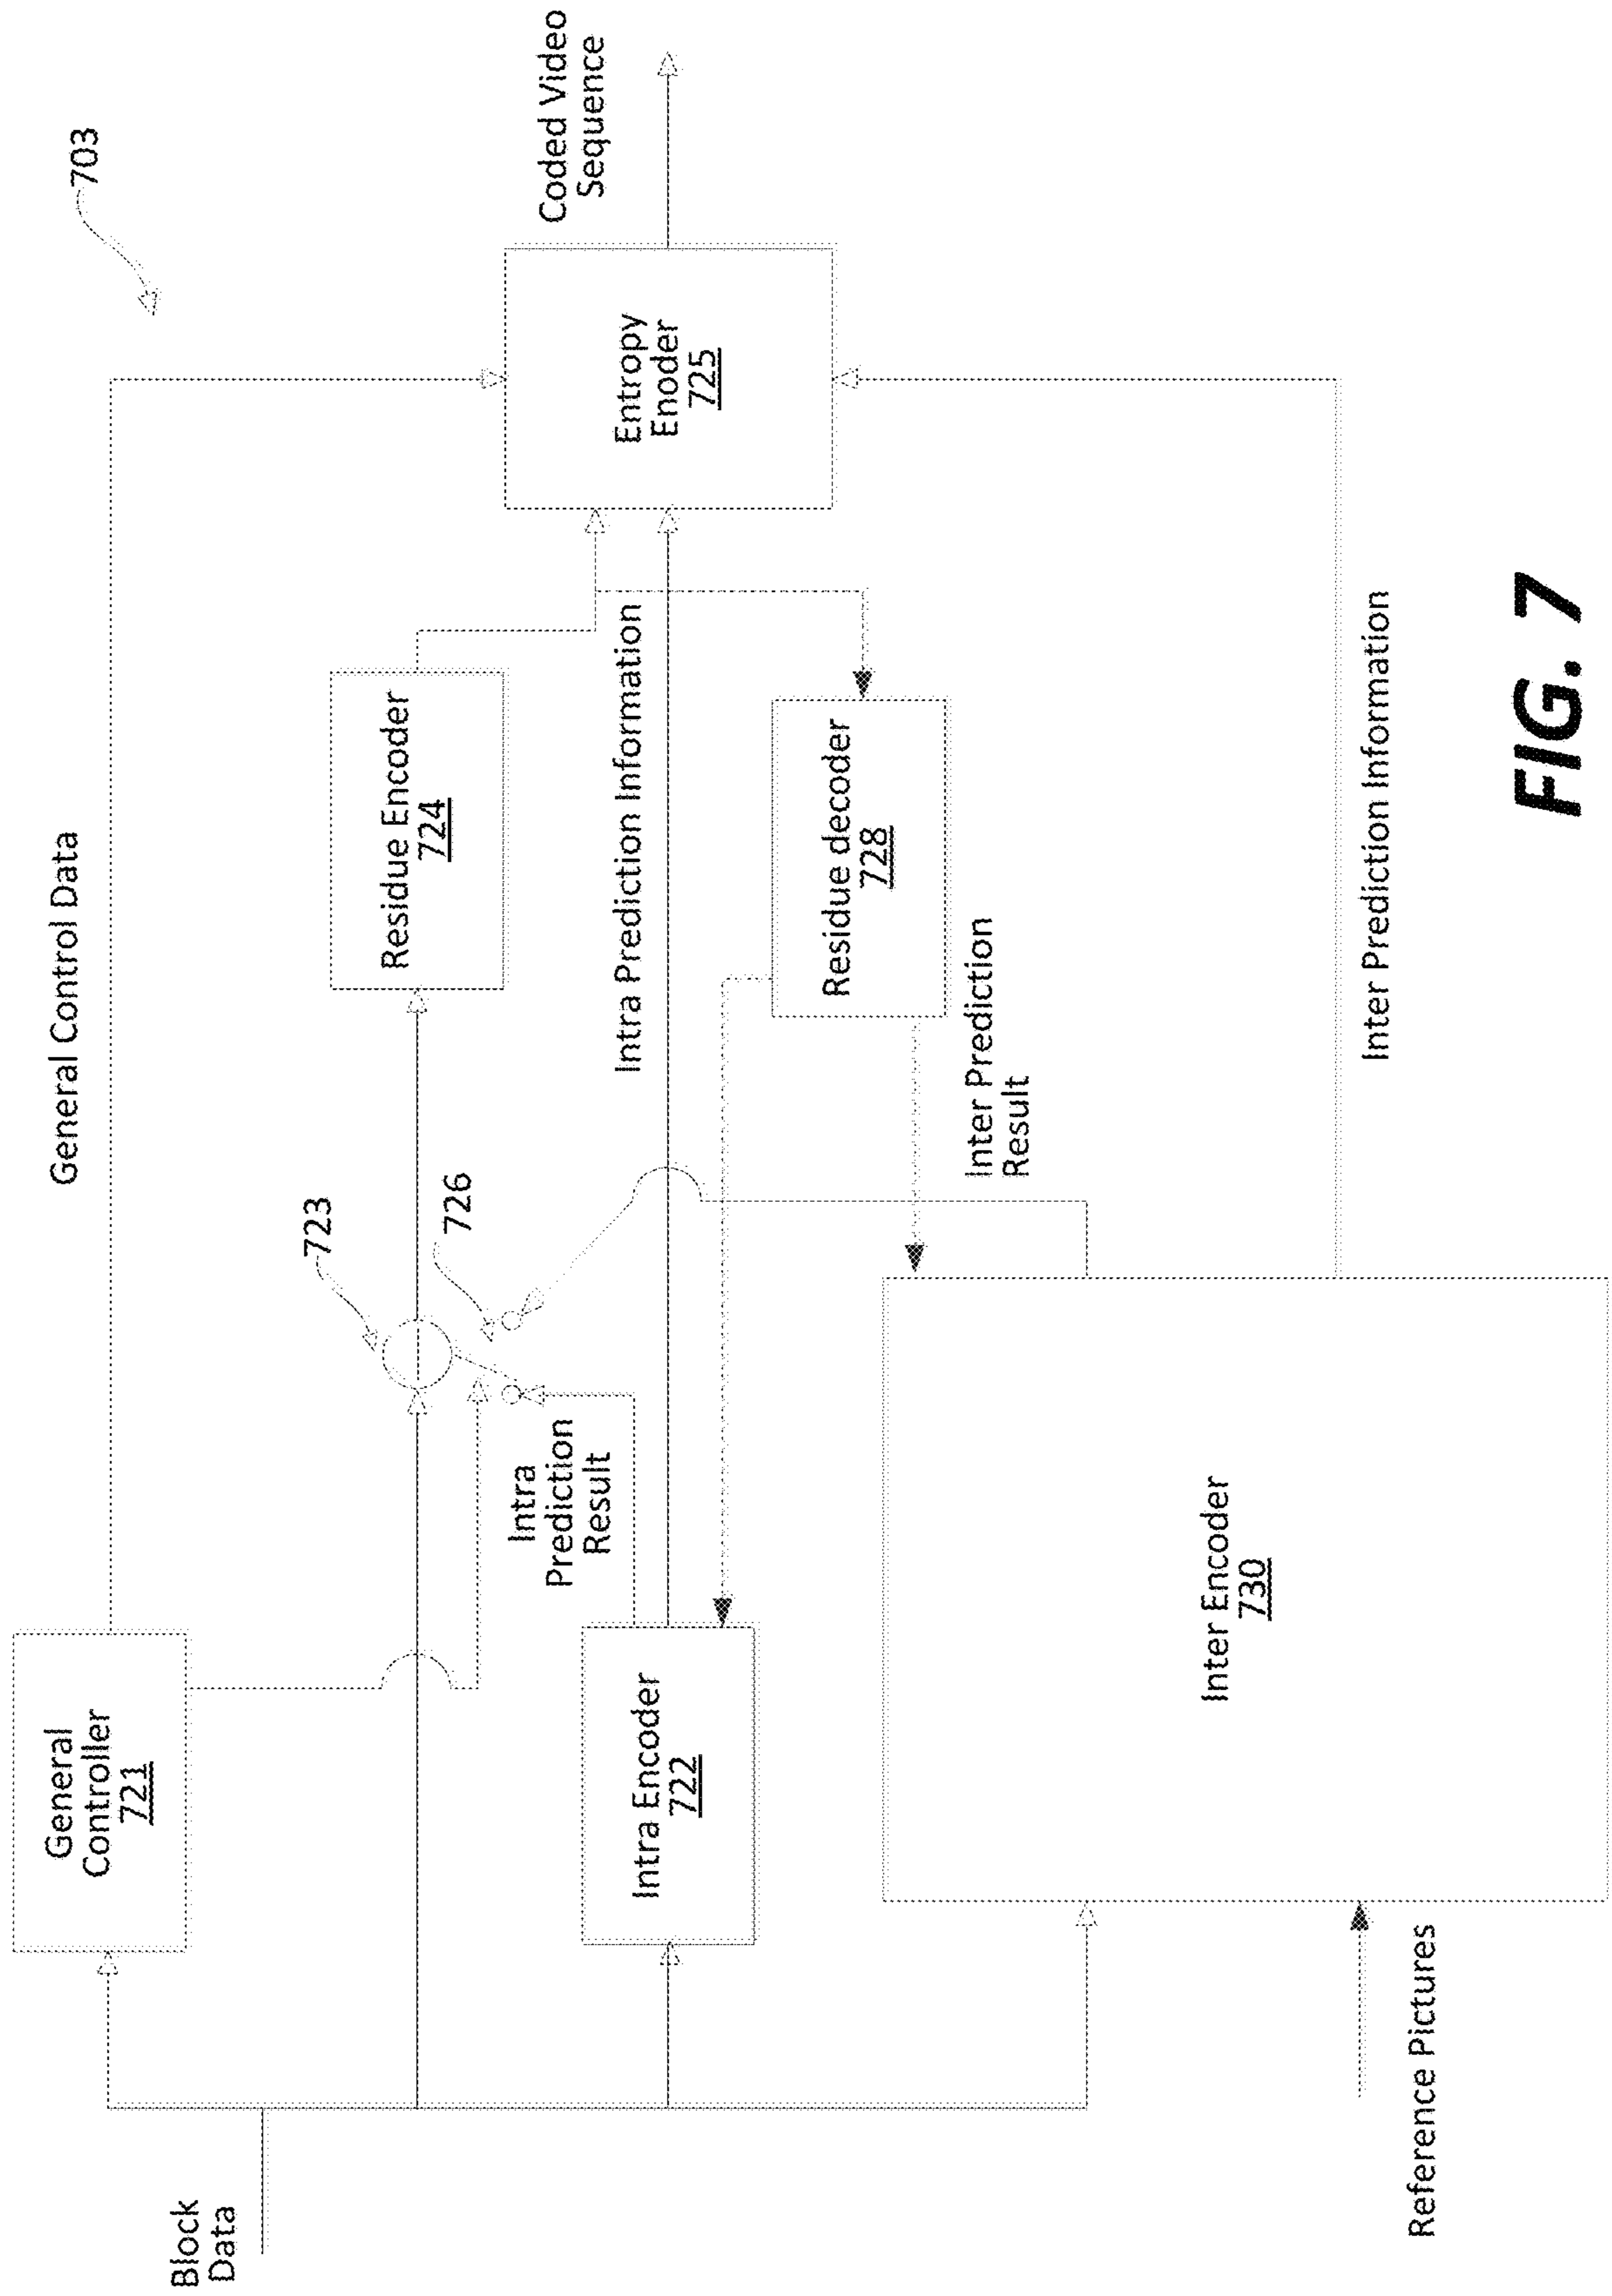 703
General Control Data
General
Controller
721
Block
Data
723
726
Residue Encoder
724
Coded Video
Sequence
Entropy
Enoder
725
Intra
Prediction
Result
Intra Prediction Information
Intra Encoder
722
Residue decoder
728
Inter Prediction
Result
Inter Encoder
730
Inter Prediction Information
Reference Pictures
FIG. 7